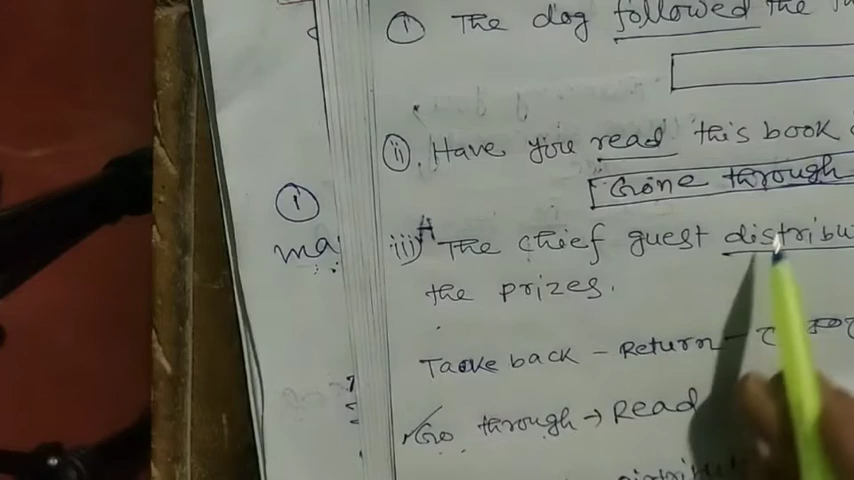 i The dog followed the
ii. Have you read this book
Gone through
i
ma
iii) The chief guest distribu
the prizes.
Take back - Return -
Go through → Read